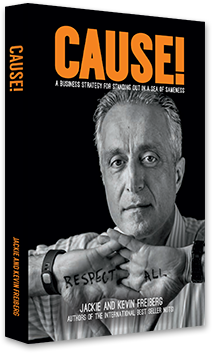 CAUSE!
A BUSINESS STRATEGY FOR STANDING OUT IN A SEA OF SAMENESS
RESPECT ALL
JACKIE AND KEVIN FREIBERG
AUTHORS OF THE INTERNATIONAL BEST SELLER NUTS!
CAUSE!
JACKIE AND KEVIN FREIBERG